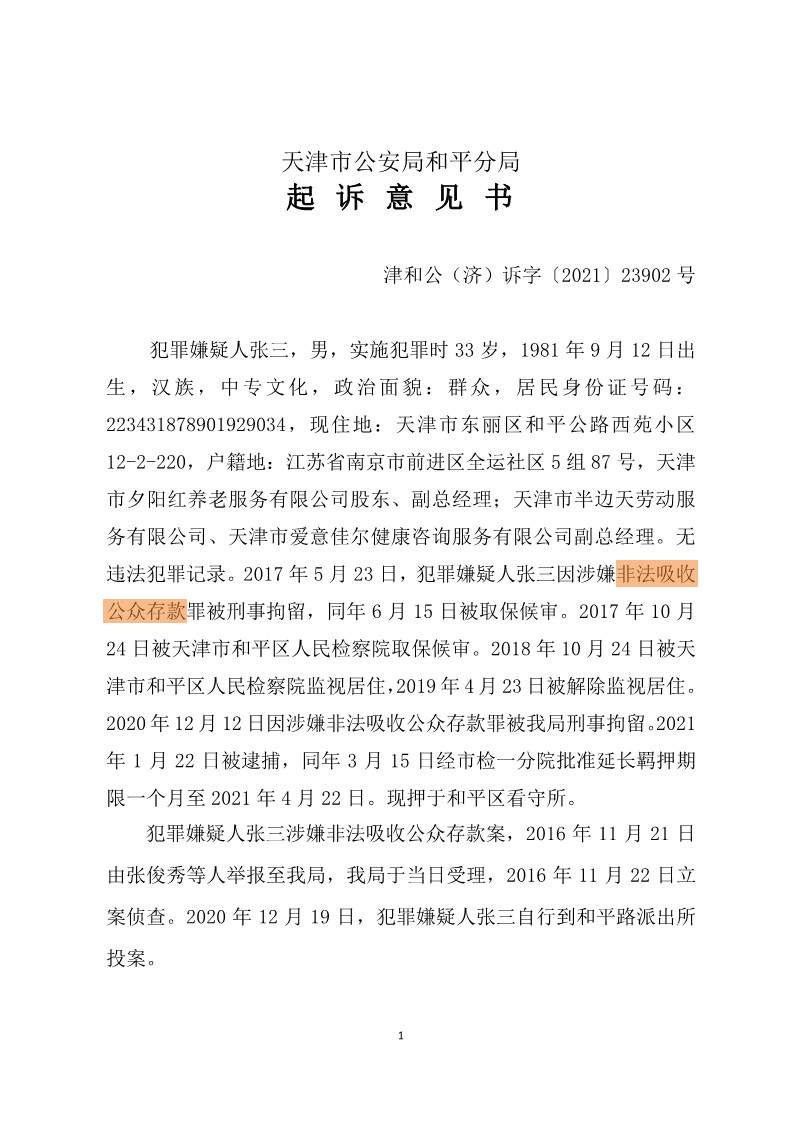 天津市公安局和平分局
起诉意见书
津和公（济）诉字〔2021〕23902 号
犯罪嫌疑人张三，男，实施犯罪时 33 岁，1981 年 9 月 12 日出
生，汉族，中专文化，政治面貌：群众，居民身份证号码：
223431878901929034，现住地：天津市东丽区和平公路西苑小区
12-2-220，户籍地：江苏省南京市前进区全运社区 5 组 87 号，天津
市夕阳红养老服务有限公司股东、副总经理；天津市半边天劳动服
务有限公司、天津市爱意佳尔健康咨询服务有限公司副总经理。无
违法犯罪记录。2017 年 5 月 23 日，犯罪嫌疑人张三因涉嫌非法吸收
公众存款罪被刑事拘留，同年 6 月 15 日被取保候审。2017 年 10 月
24 日被天津市和平区人民检察院取保候审。2018 年 10 月 24 日被天
津市和平区人民检察院监视居住，2019 年 4 月 23 日被解除监视居住。
2020 年 12 月 12 日因涉嫌非法吸收公众存款罪被我局刑事拘留。2021
年 1 月 22 日被逮捕，同年 3 月 15 日经市检一分院批准延长羁押期
限一个月至 2021 年 4 月 22 日。现押于和平区看守所。
犯罪嫌疑人张三涉嫌非法吸收公众存款案，2016 年 11 月 21 日
由张俊秀等人举报至我局，我局于当日受理，2016 年 11 月 22 日立
案侦查。2020 年 12 月 19 日，犯罪嫌疑人张三自行到和平路派出所
投案。
1